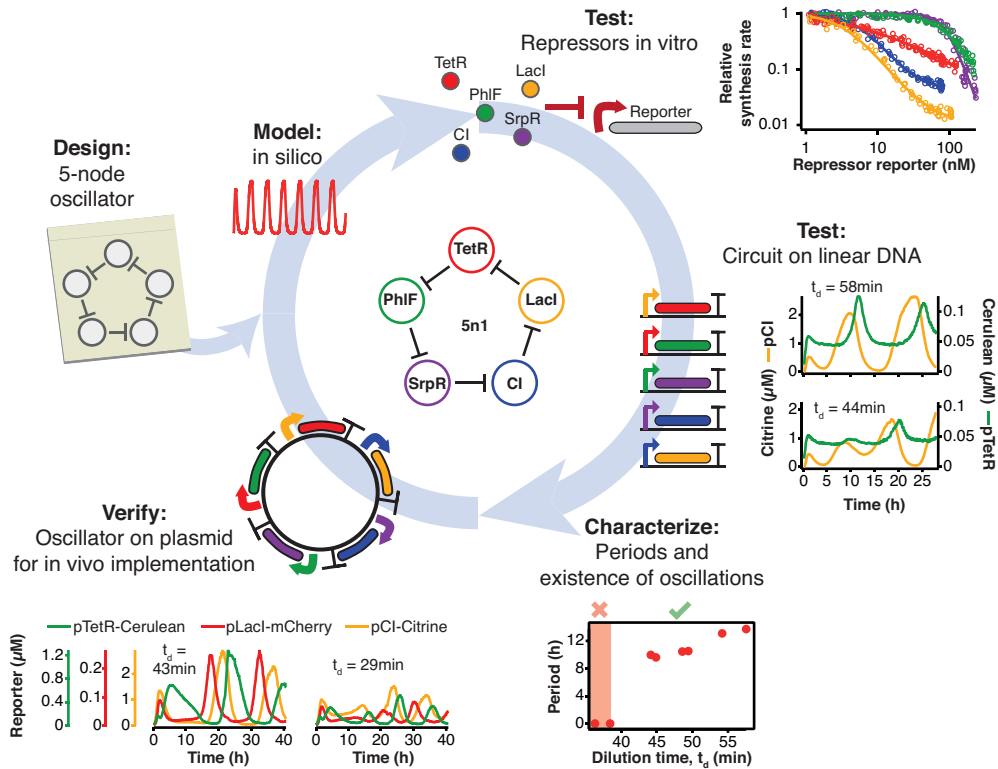 Design:
5-node
oscillator
Model:
in silico
TetR
LacI
PhlF
SrpR
CI
Test:
Repressors in vitro
Reporter
Relative
synthesis rate
1
0.1
0.01
1
10
100
Repressor reporter (nM)
TetR
PhlF
LacI
5n1
SrpR
CI
Test:
Circuit on linear DNA
t_d = 58min
2
1
0
0.1
0.05
0
0 5 10 15 20 25
t_d = 44min
2
1
0
0.1
0.05
0
0 5 10 15 20 25
Time (h)
Citrine (µM) pCI
Cerulean (µM)
pTetR
Characterize:
Periods and
existence of oscillations
Period (h)
12
8
4
0
40 45 50 55
Dilution time, t_d (min)
Verify:
Oscillator on plasmid
for in vivo implementation
pTetR-Cerulean pLacI-mCherry pCI-Citrine
Reporter (µM)
1.2
0.8
0.4
0
0.2
0.1
0
2
1
0
t_d =
43min
0 10 20 30 40
Time (h)
t_d = 29min
0 10 20 30 40
Time (h)